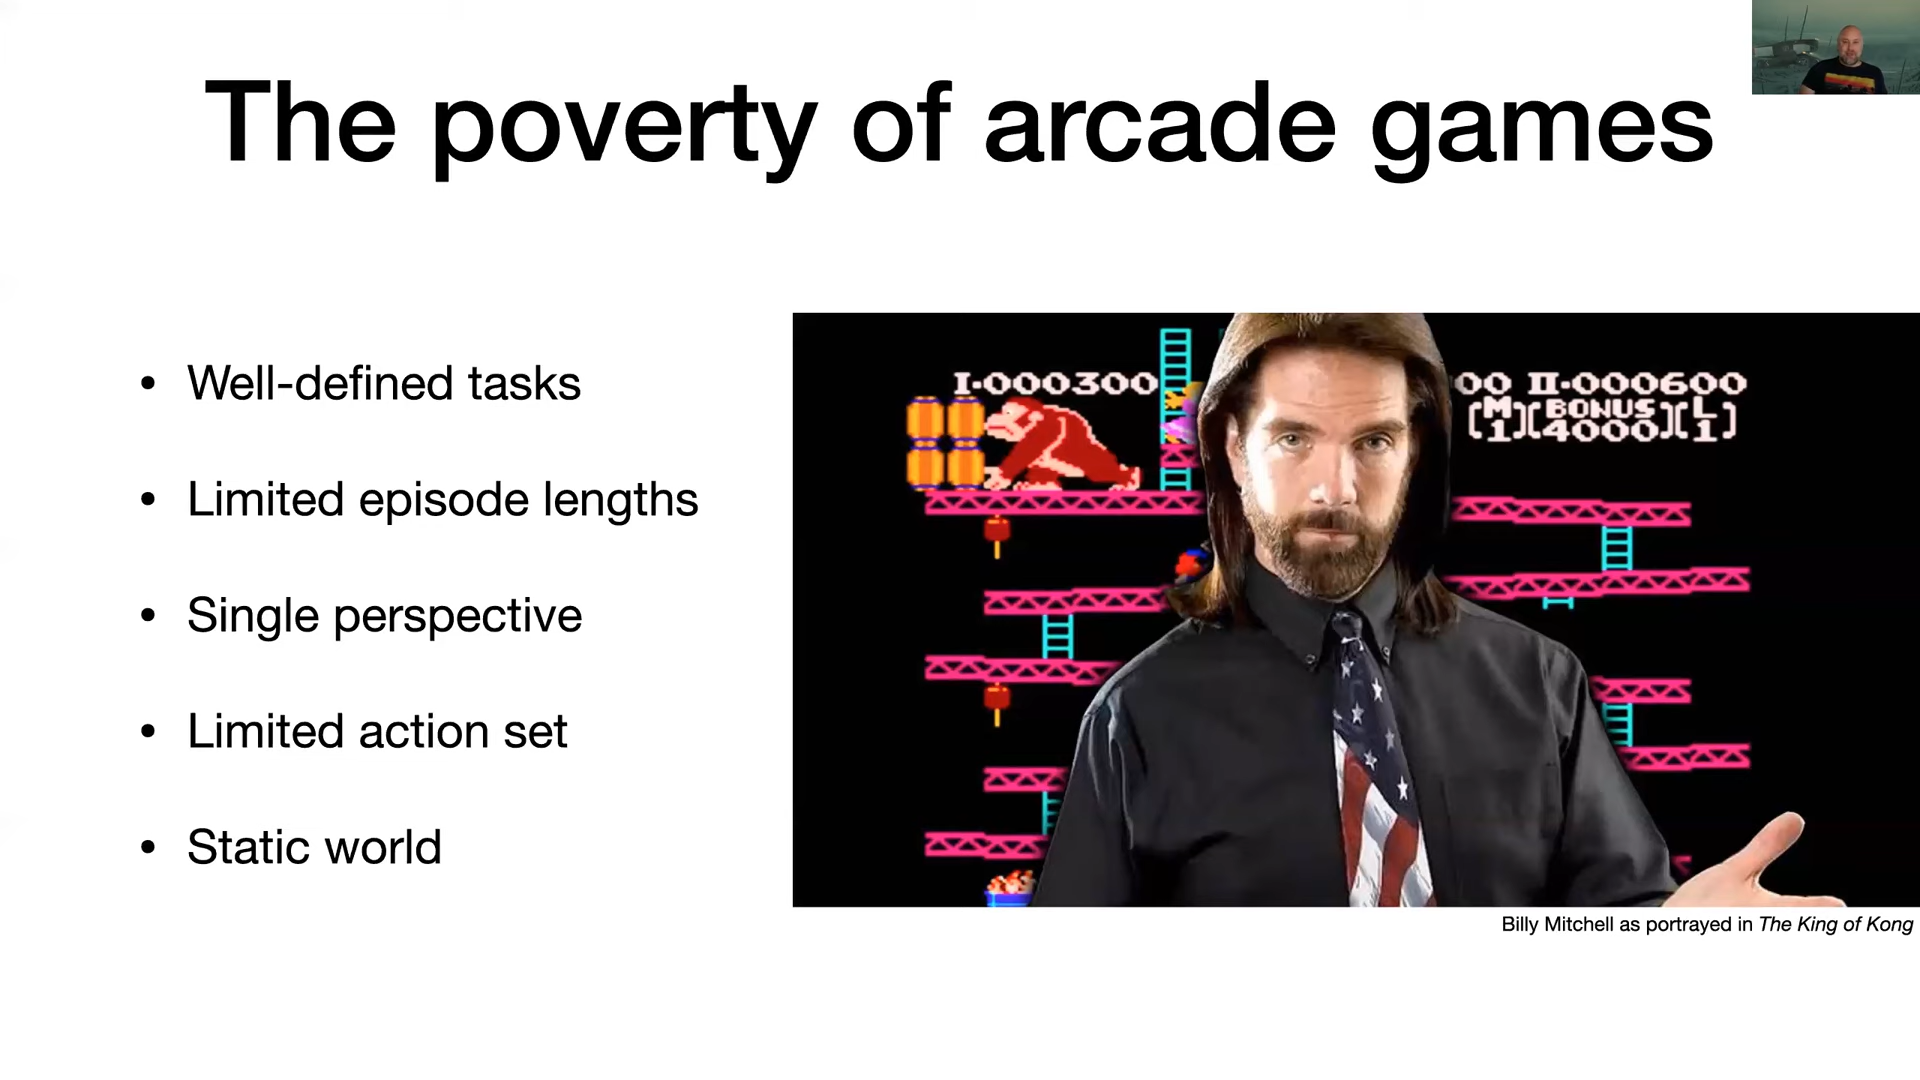 The poverty of arcade games
• Well-defined tasks
• Limited episode lengths
• Single perspective
• Limited action set
• Static world
I·000300
00 II·000600
[M][BONUS][L]
[1][4000][1]
Billy Mitchell as portrayed in The King of Kong